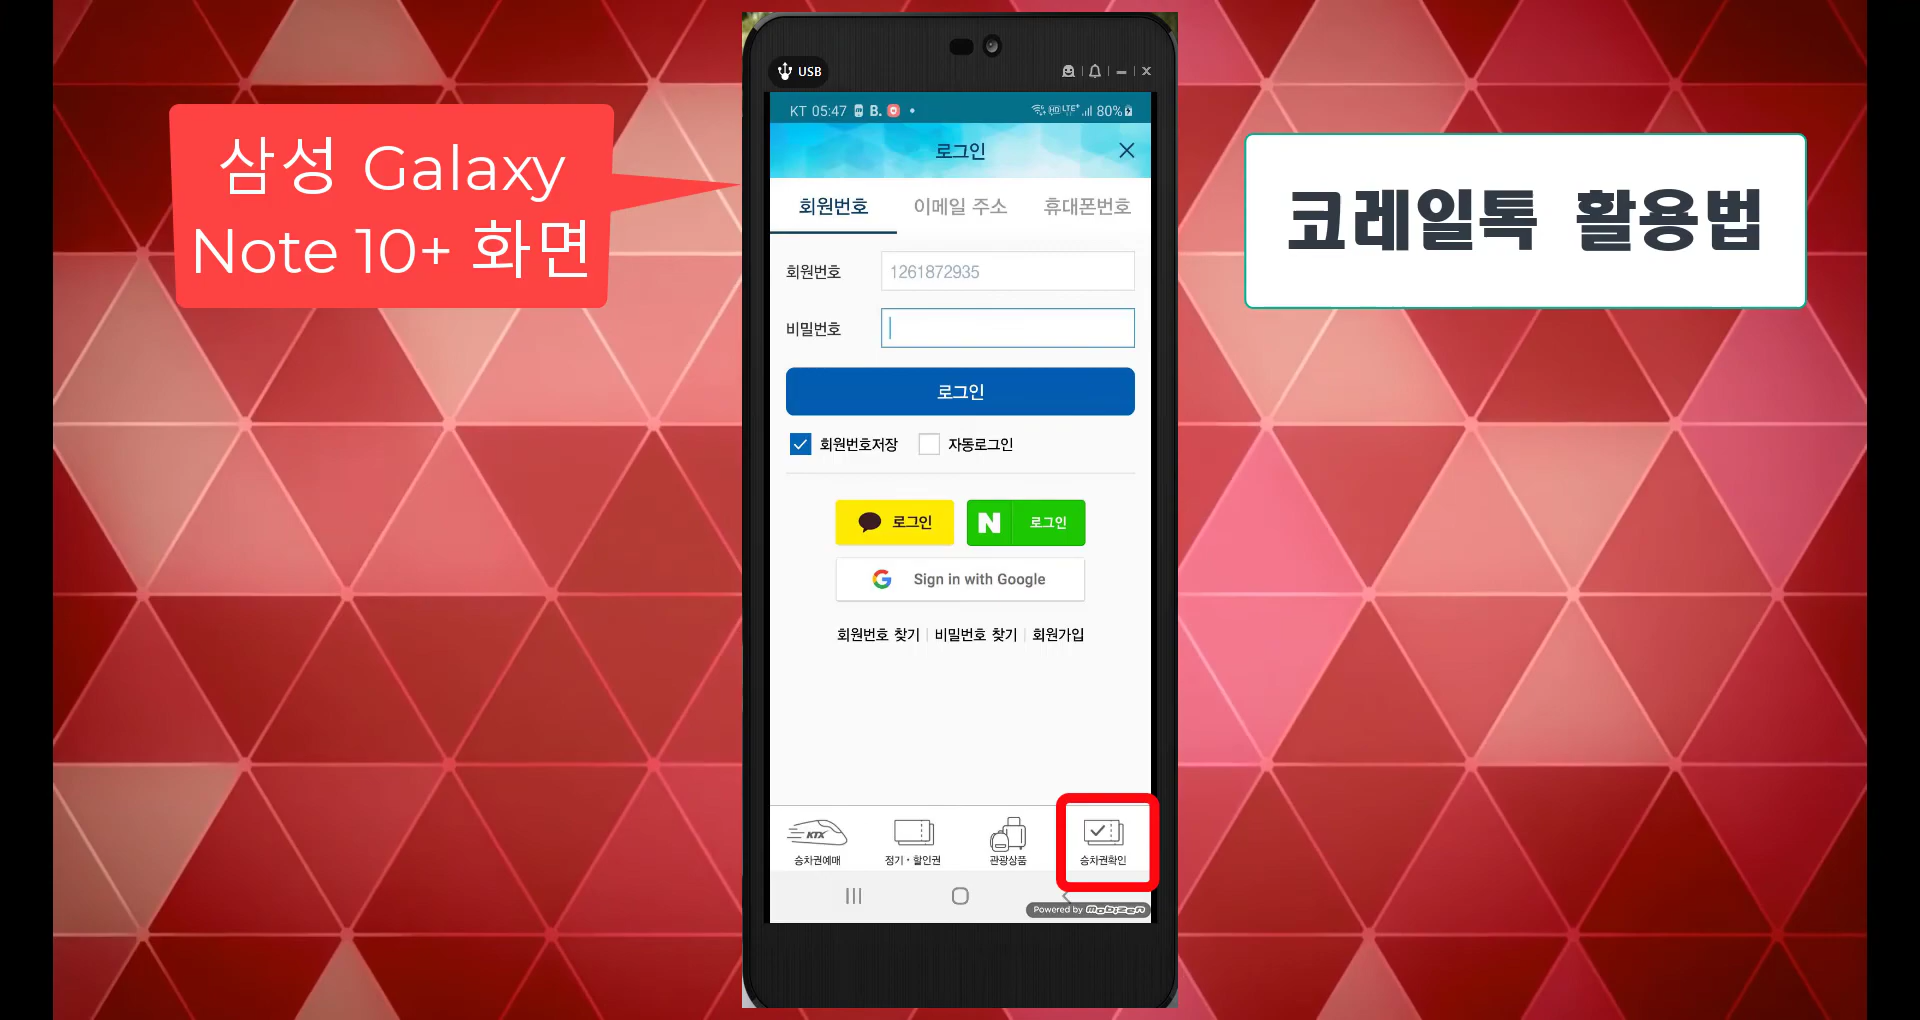 삼성 Galaxy
Note 10+ 화면
코레일톡 활용법
USB
KT 05:47 B. • LTE+ 80%
로그인
회원번호 이메일 주소 휴대폰번호
회원번호 1261872935
비밀번호
로그인
회원번호저장 자동로그인
로그인 N 로그인
G Sign in with Google
회원번호 찾기 | 비밀번호 찾기 | 회원가입
KTX
승차권예매 정기·할인권 관광상품 승차권확인
Powered by mobizen